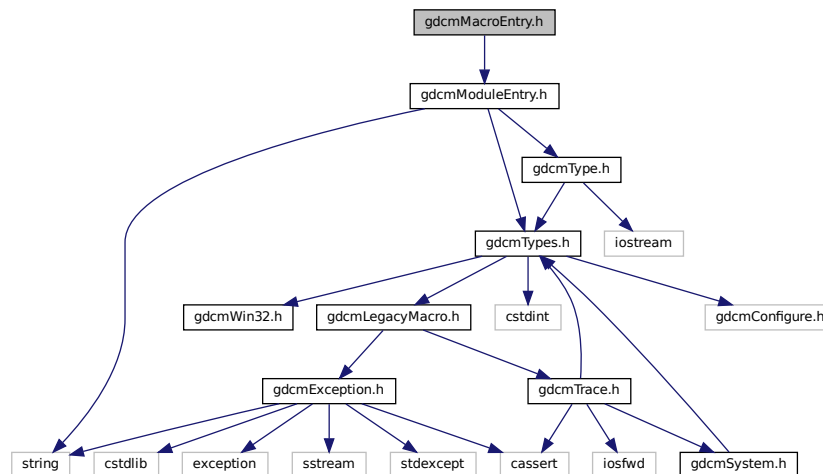 gdcmMacroEntry.h
gdcmModuleEntry.h
gdcmType.h
gdcmTypes.h
iostream
gdcmWin32.h
gdcmLegacyMacro.h
cstdint
gdcmConfigure.h
gdcmException.h
gdcmTrace.h
string
cstdlib
exception
sstream
stdexcept
cassert
iosfwd
gdcmSystem.h